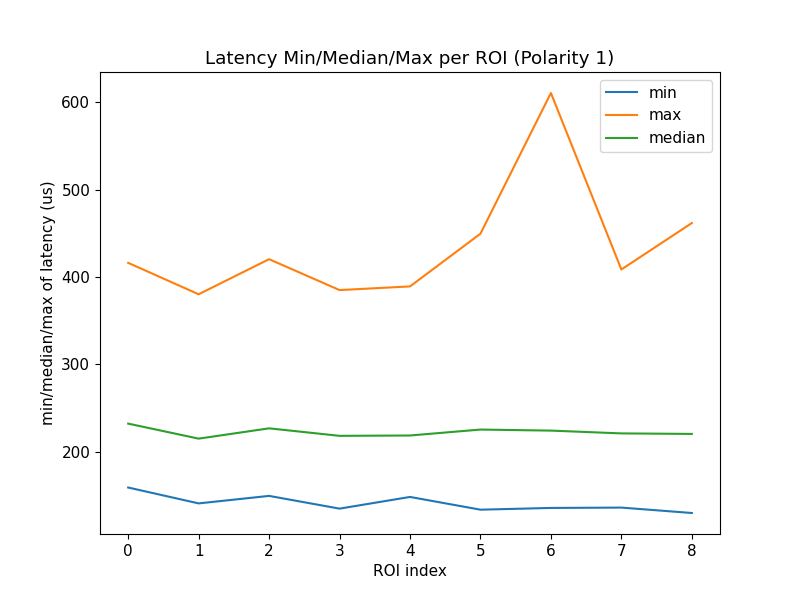 Latency Min/Median/Max per ROI (Polarity 1)
min
max
median
min/median/max of latency (us)
600
500
400
300
200
0 1 2 3 4 5 6 7 8
ROI index